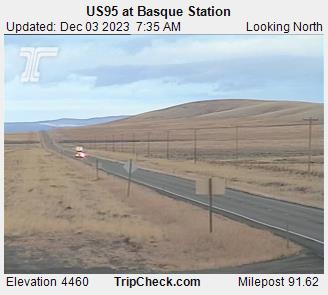 US95 at Basque Station
Updated: Dec 03 2023 7:35 AM Looking North
Elevation 4460 TripCheck.com Milepost 91.62